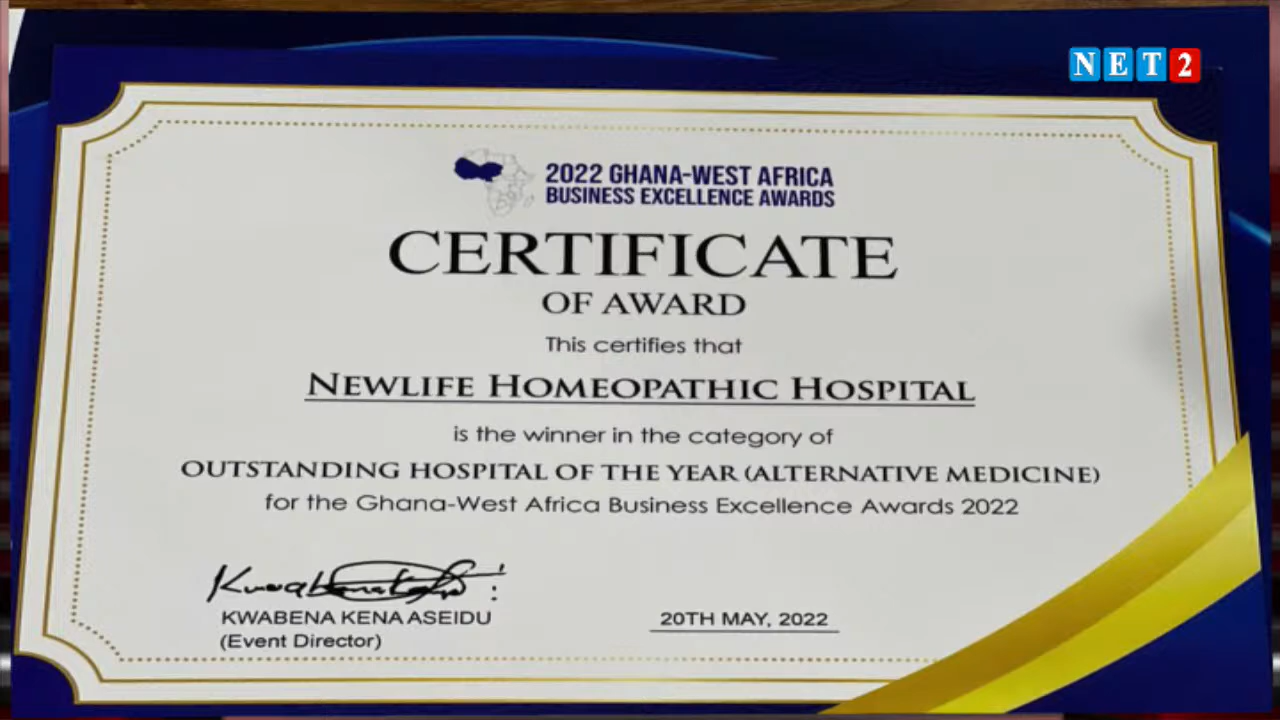 NET2
2022 GHANA-WEST AFRICA
BUSINESS EXCELLENCE AWARDS
CERTIFICATE
OF AWARD
This certifies that
NEWLIFE HOMEOPATHIC HOSPITAL
is the winner in the category of
OUTSTANDING HOSPITAL OF THE YEAR (ALTERNATIVE MEDICINE)
for the Ghana-West Africa Business Excellence Awards 2022
KWABENA KENA ASEIDU
(Event Director)
20TH MAY, 2022